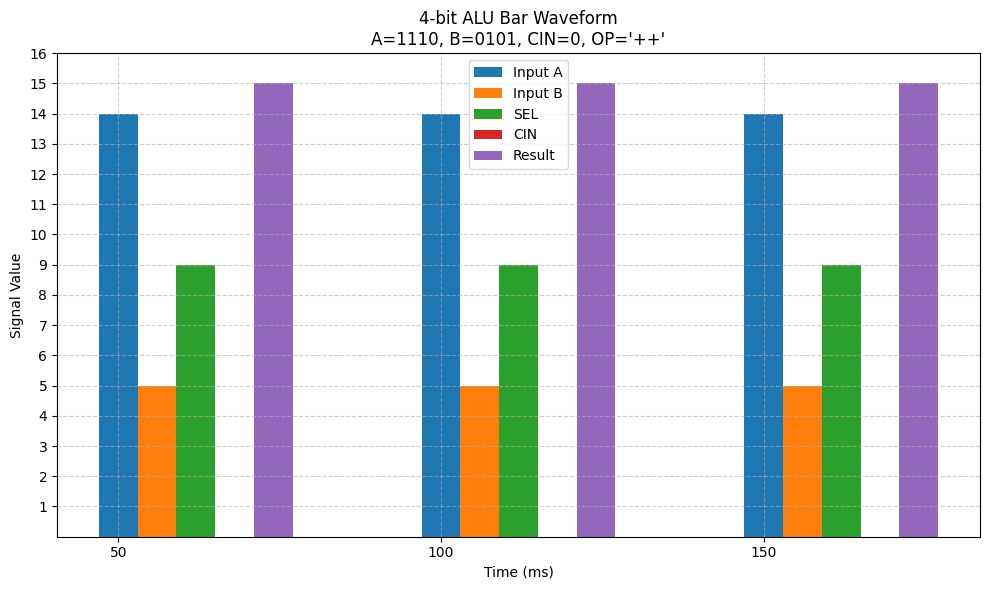 4-bit ALU Bar Waveform
A=1110, B=0101, CIN=0, OP='++'
16
15
14
13
12
11
10
9
8
7
6
5
4
3
2
1
Signal Value
Input A
Input B
SEL
CIN
Result
50 100 150
Time (ms)